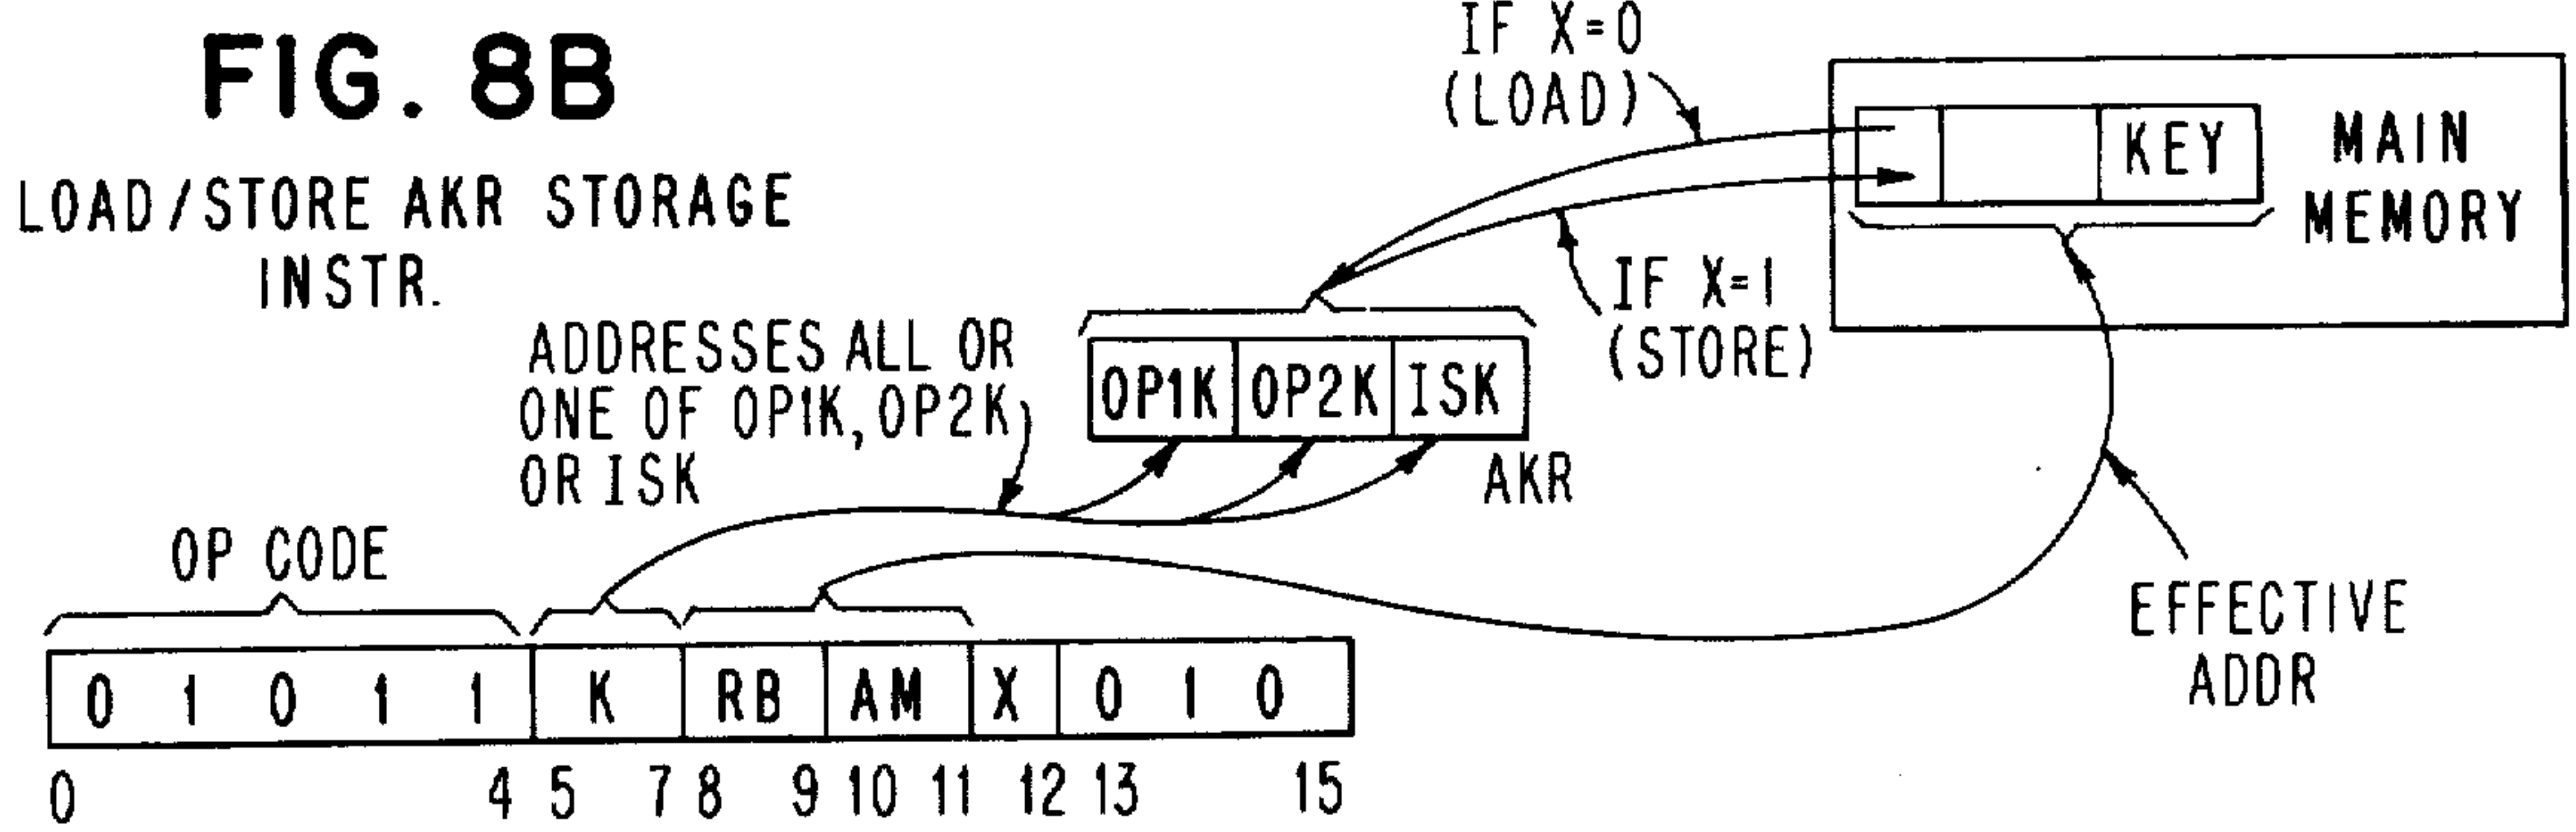 FIG. 8B
LOAD/STORE AKR STORAGE
INSTR.
IF X=0
(LOAD)
KEY
MAIN
MEMORY
IF X=1
(STORE)
ADDRESSES ALL OR
ONE OF OP1K, OP2K
OR ISK
OP1K OP2K ISK
AKR
OP CODE
EFFECTIVE
ADDR
0 1 0 1 1 K RB AM X 0 1 0
0 4 5 7 8 9 10 11 12 13 15